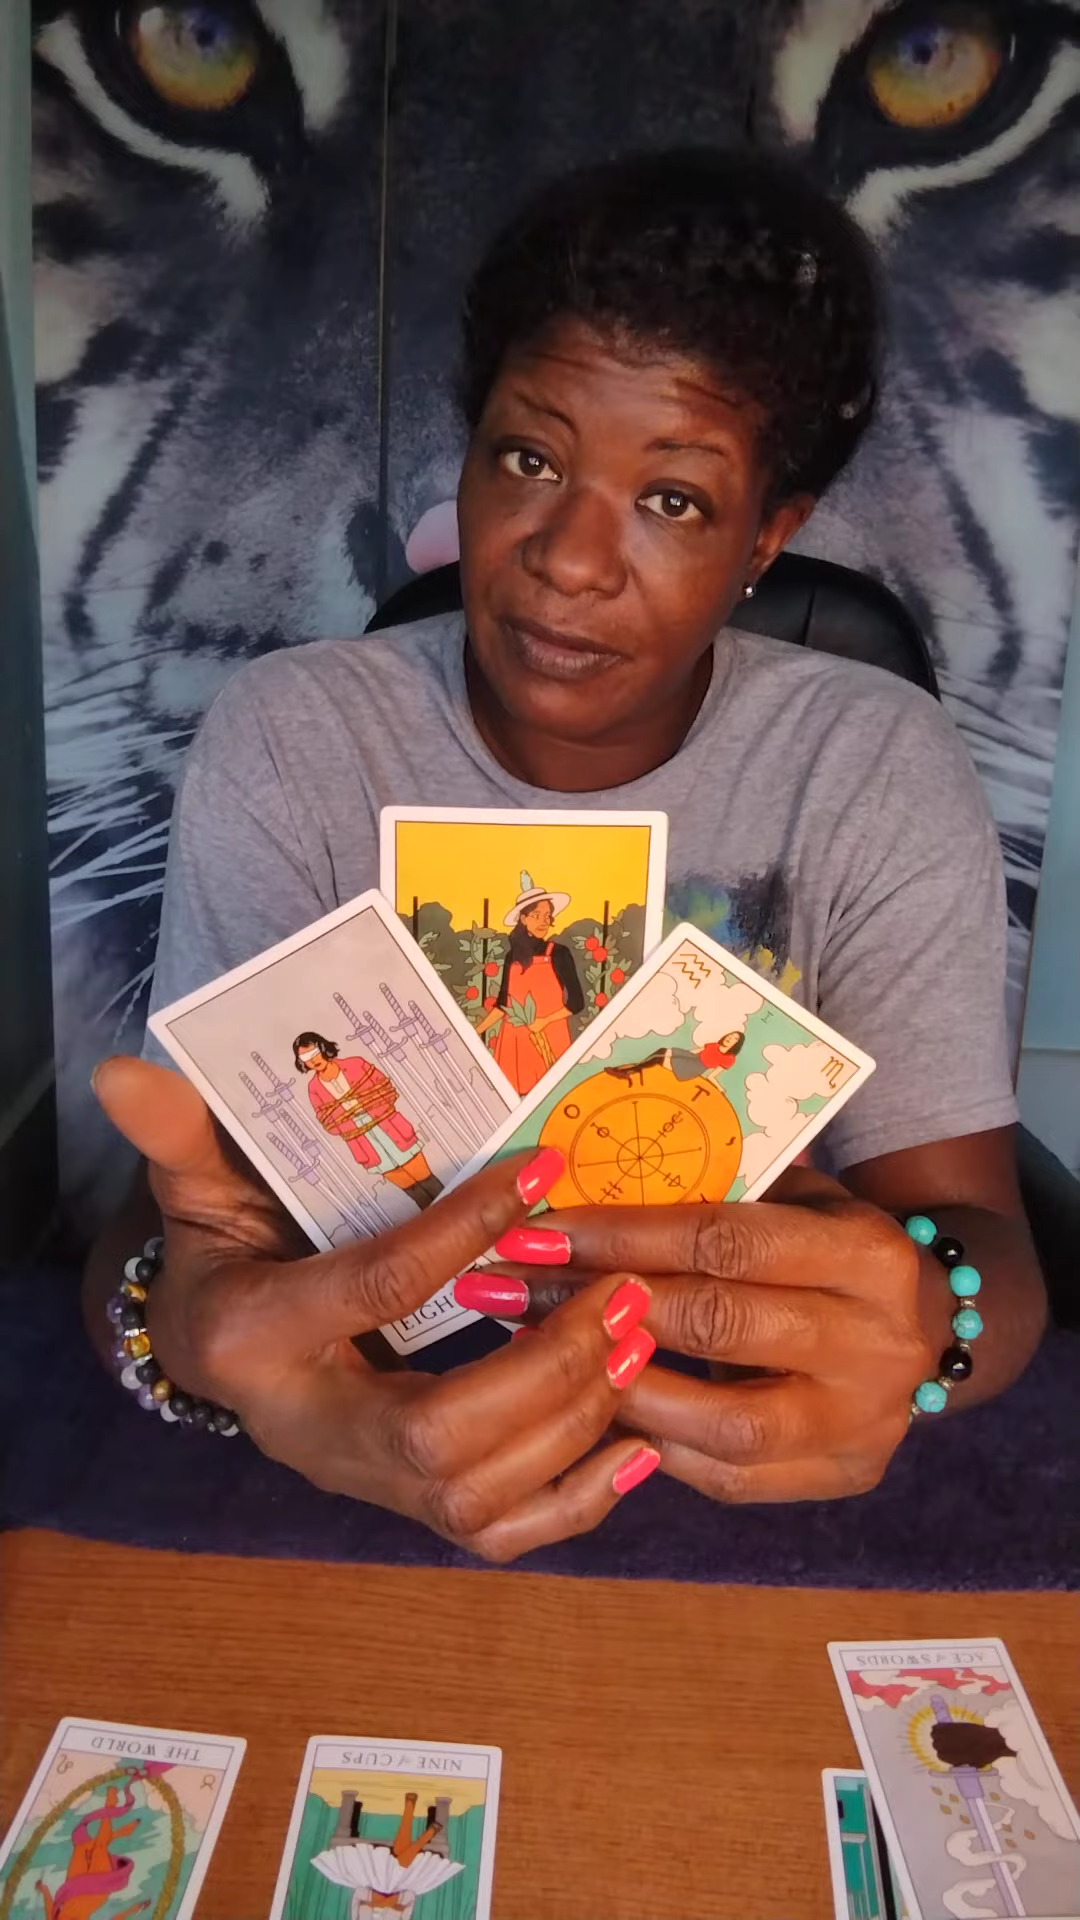 O T
EIGH
THE WORLD
NINE of CUPS
ACE of SWORDS